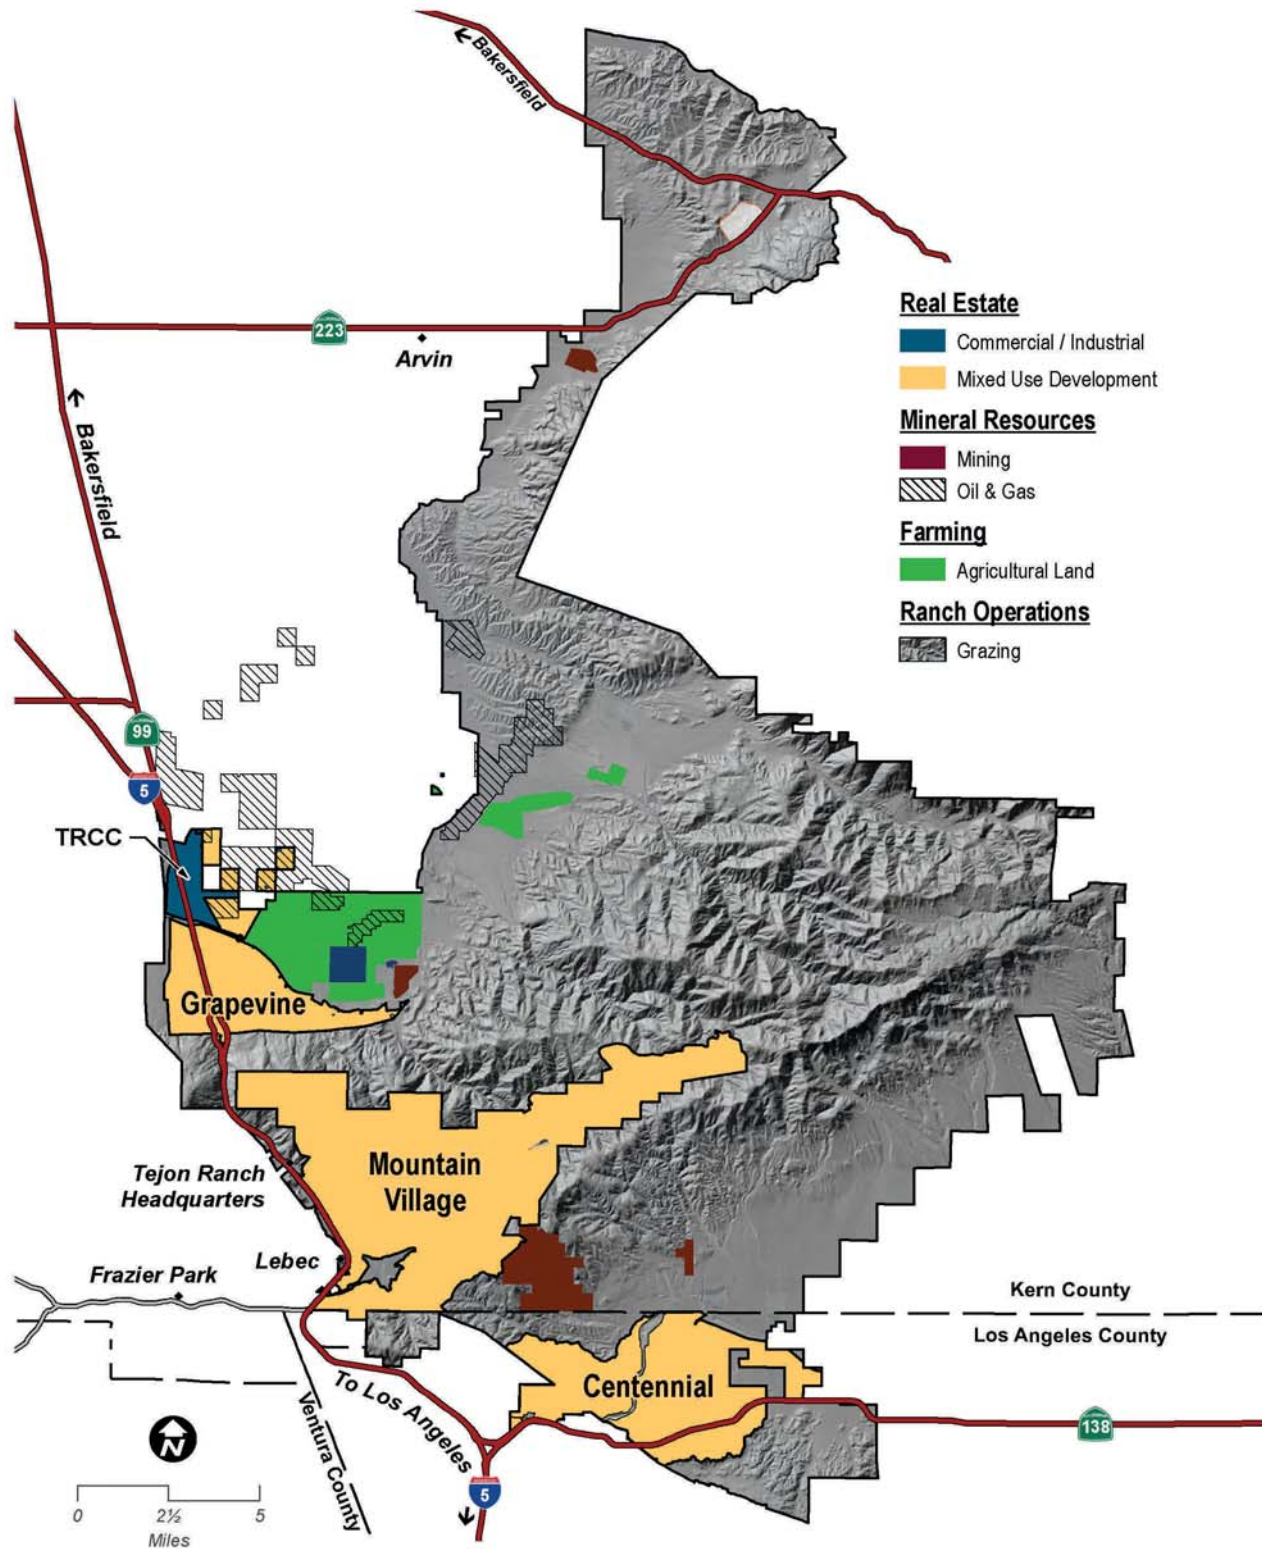 Bakersfield
223
Arvin
Real Estate
Commercial / Industrial
Mixed Use Development
Mineral Resources
Mining
Oil & Gas
Farming
Agricultural Land
Ranch Operations
Grazing
Bakersfield
99
5
TRCC
Grapevine
Mountain
Village
Tejon Ranch
Headquarters
Lebec
Frazier Park
Kern County
Los Angeles County
Centennial
To Los Angeles
Ventura County
138
N
5
0 2½ 5
Miles